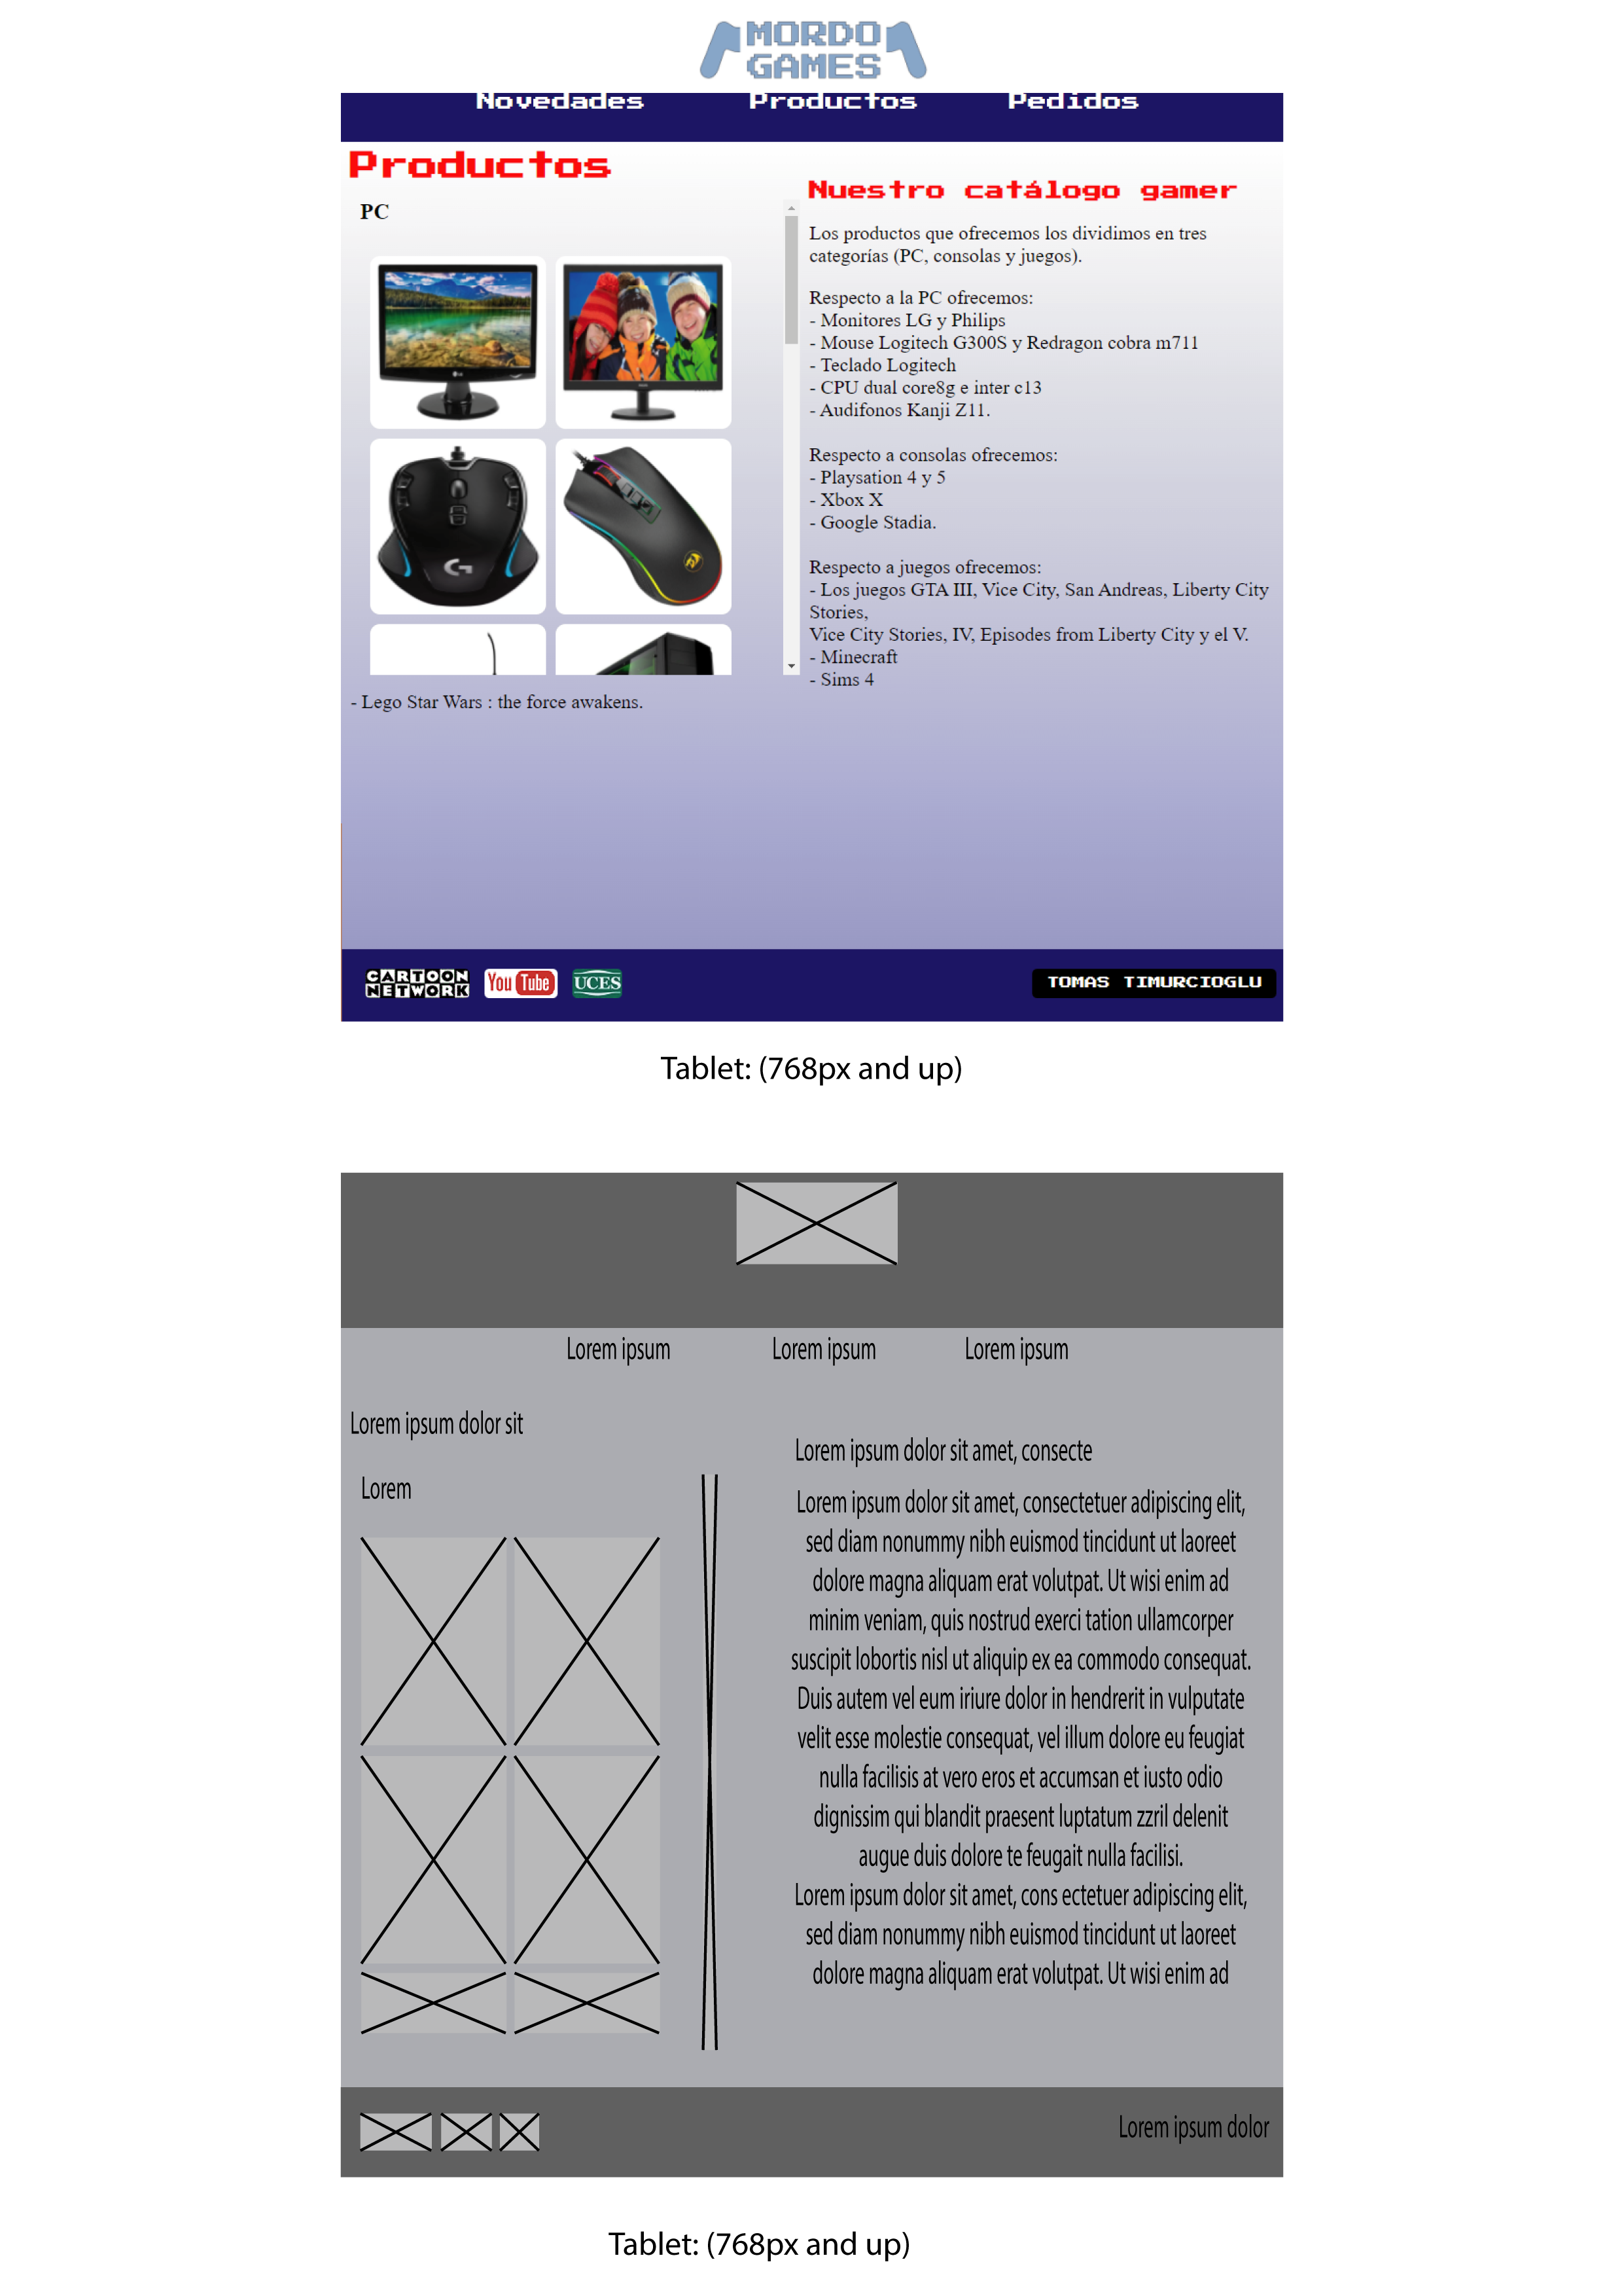 MORDO
GAMES
Novedades Productos Pedidos
Productos
PC
Nuestro catálogo gamer
Los productos que ofrecemos los dividimos en tres
categorías (PC, consolas y juegos).
Respecto a la PC ofrecemos:
- Monitores LG y Philips
- Mouse Logitech G300S y Redragon cobra m711
- Teclado Logitech
- CPU dual core8g e inter c13
- Audifonos Kanji Z11.
Respecto a consolas ofrecemos:
- Playsation 4 y 5
- Xbox X
- Google Stadia.
Respecto a juegos ofrecemos:
- Los juegos GTA III, Vice City, San Andreas, Liberty City
Stories,
Vice City Stories, IV, Episodes from Liberty City y el V.
- Minecraft
- Sims 4
- Lego Star Wars : the force awakens.
CARTOON
NETWORK
You Tube
UCES
TOMAS TIMURCIOGLU
Tablet: (768px and up)
Lorem ipsum Lorem ipsum Lorem ipsum
Lorem ipsum dolor sit
Lorem
Lorem ipsum dolor sit amet, consecte
Lorem ipsum dolor sit amet, consectetuer adipiscing elit,
sed diam nonummy nibh euismod tincidunt ut laoreet
dolore magna aliquam erat volutpat. Ut wisi enim ad
minim veniam, quis nostrud exerci tation ullamcorper
suscipit lobortis nisl ut aliquip ex ea commodo consequat.
Duis autem vel eum iriure dolor in hendrerit in vulputate
velit esse molestie consequat, vel illum dolore eu feugiat
nulla facilisis at vero eros et accumsan et iusto odio
dignissim qui blandit praesent luptatum zzril delenit
augue duis dolore te feugait nulla facilisi.
Lorem ipsum dolor sit amet, cons ectetuer adipiscing elit,
sed diam nonummy nibh euismod tincidunt ut laoreet
dolore magna aliquam erat volutpat. Ut wisi enim ad
Lorem ipsum dolor
Tablet: (768px and up)